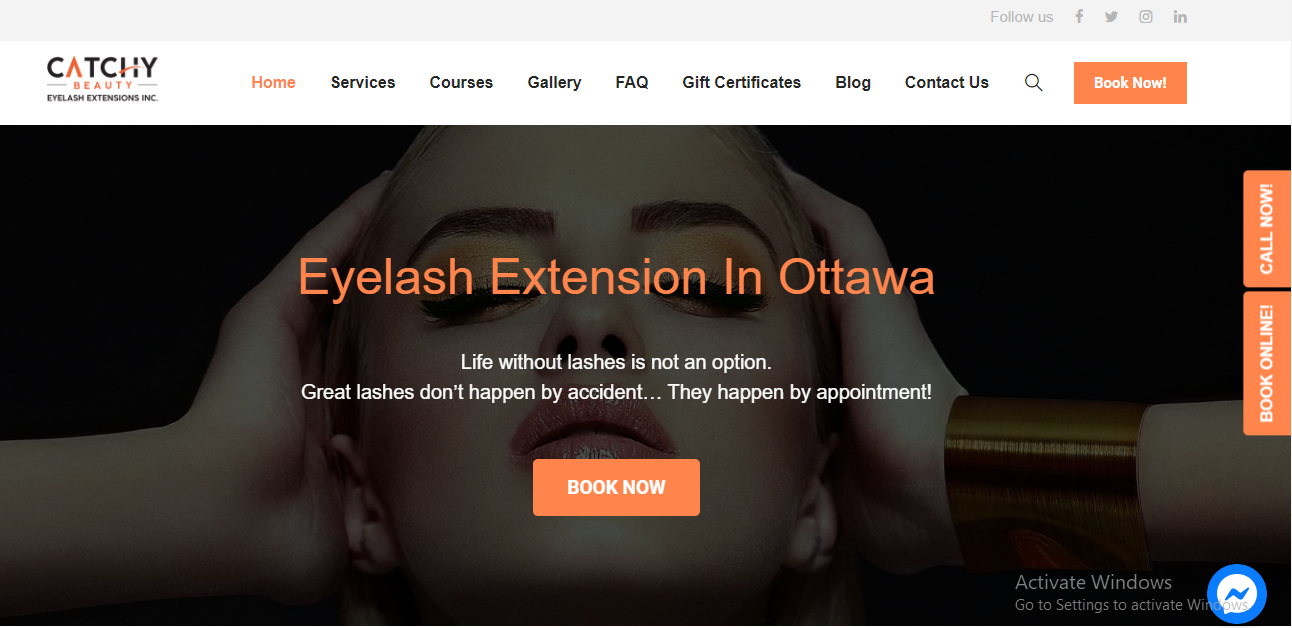 Follow us
CATCHY
BEAUTY
EYELASH EXTENSIONS INC.
Home Services Courses Gallery FAQ Gift Certificates Blog Contact Us Book Now!
CALL NOW!
BOOK ONLINE!
Eyelash Extension In Ottawa
Life without lashes is not an option.
Great lashes don’t happen by accident… They happen by appointment!
BOOK NOW
Activate Windows
Go to Settings to activate Windows.